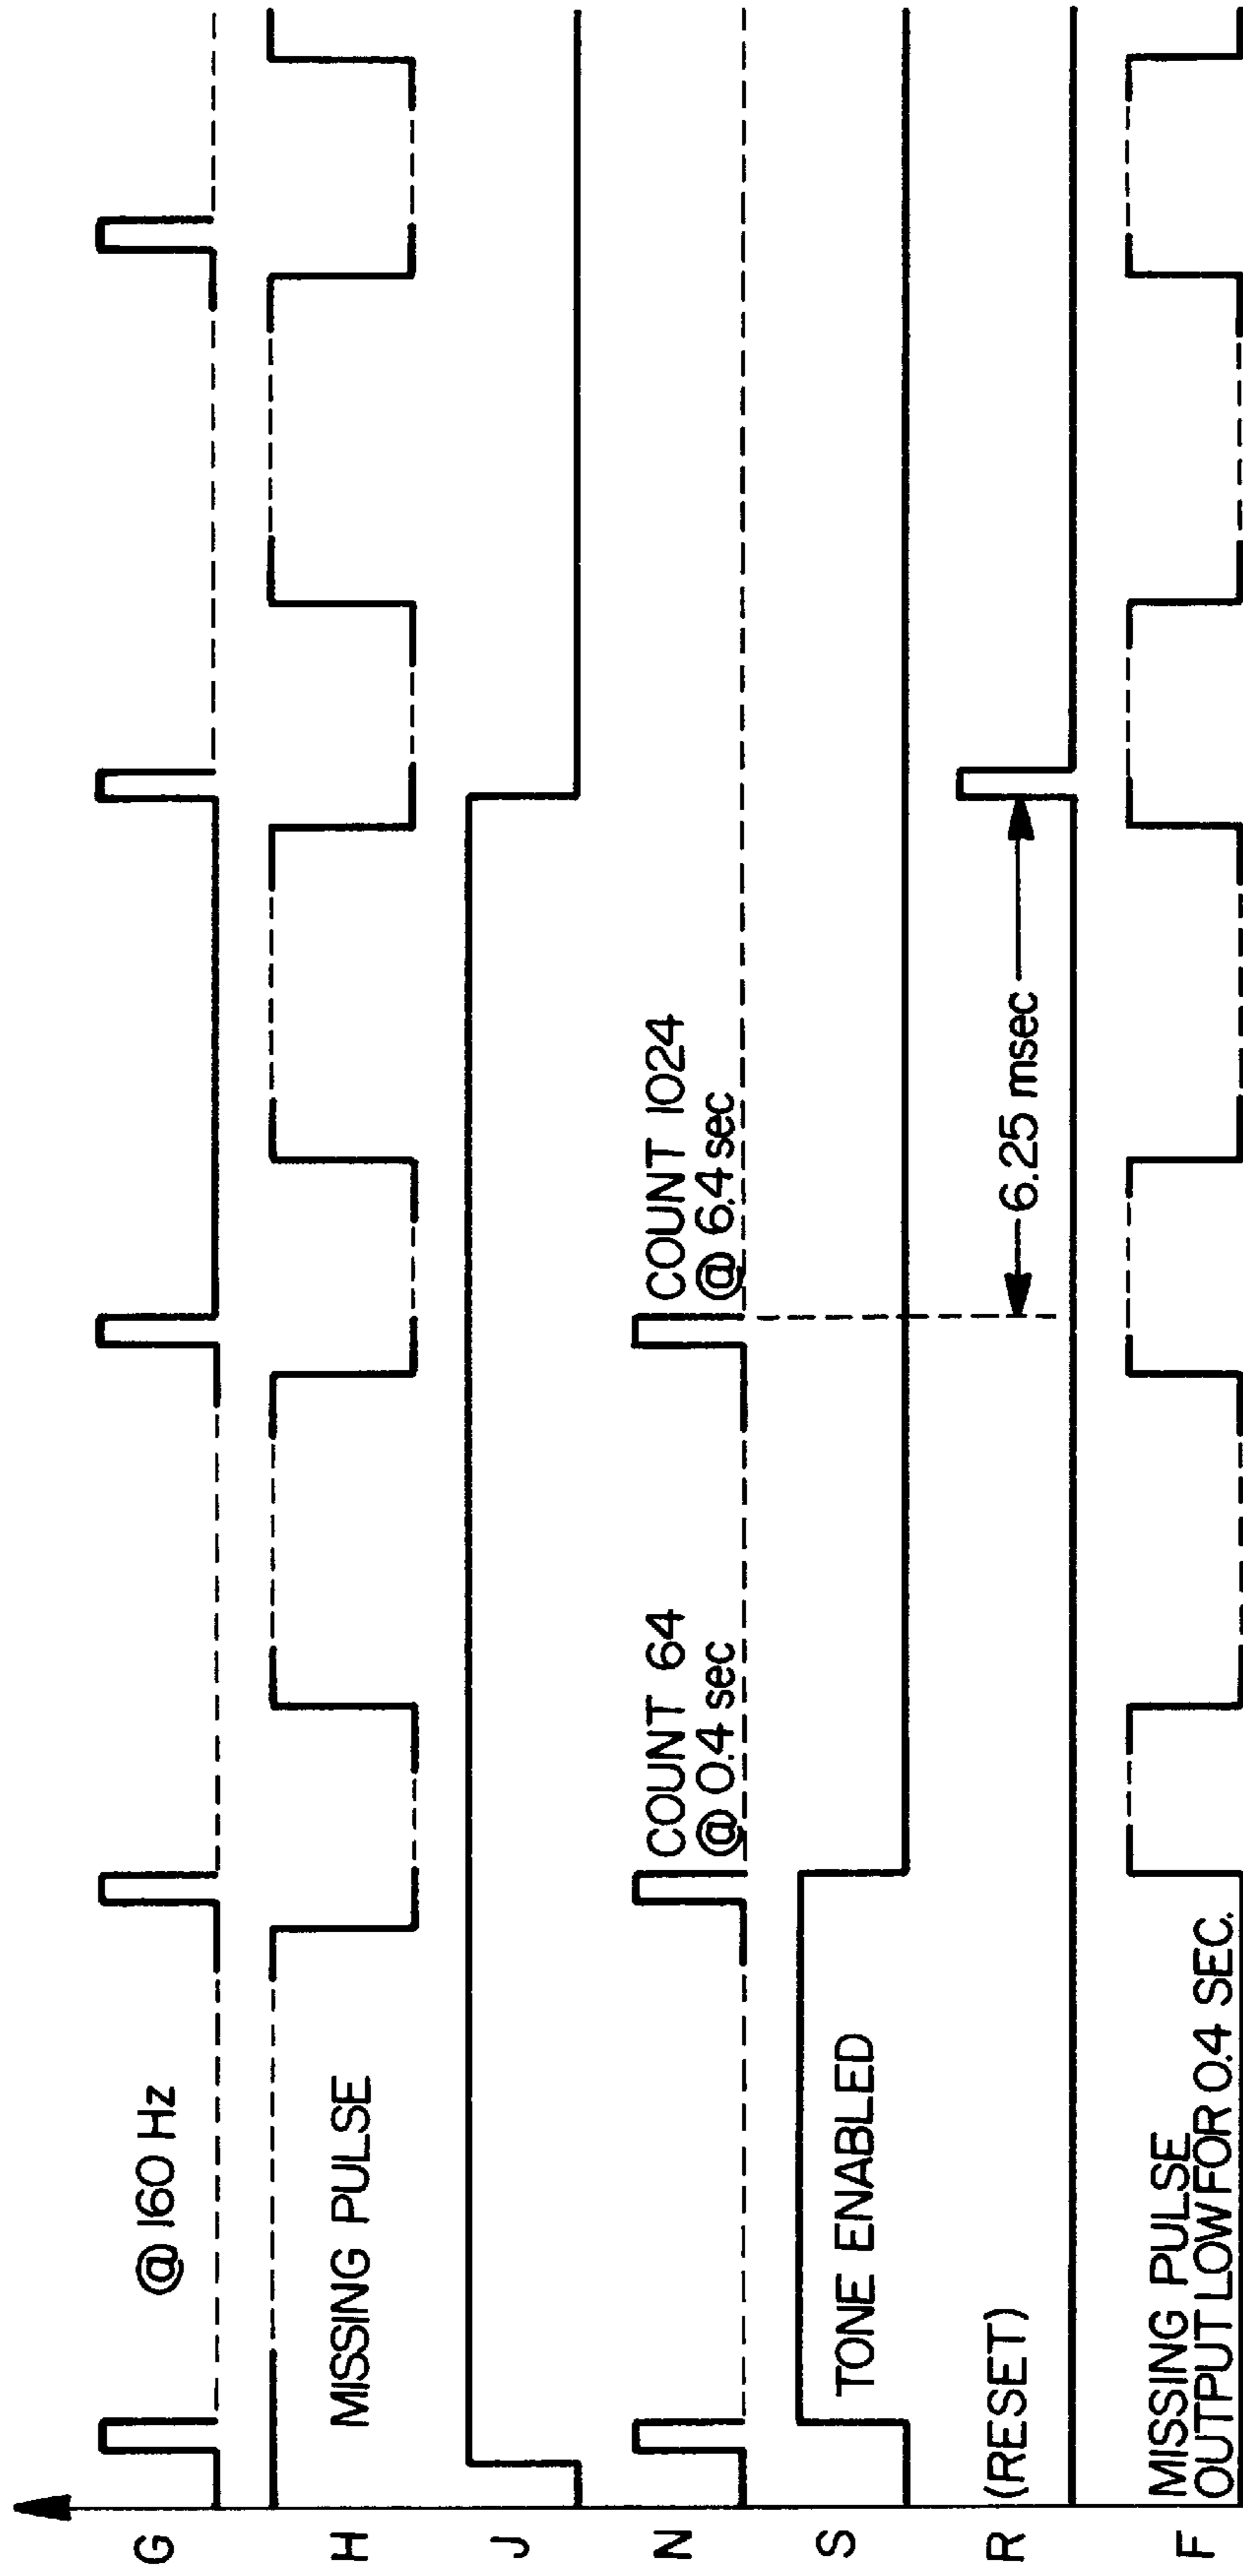 G
@ 160 Hz
H
MISSING PULSE
J
N
COUNT 64
@ 0.4 sec
COUNT 1024
@ 6.4 sec
S
TONE ENABLED
R
(RESET)
6.25 msec
F
MISSING PULSE
OUTPUT LOW FOR 0.4 SEC.